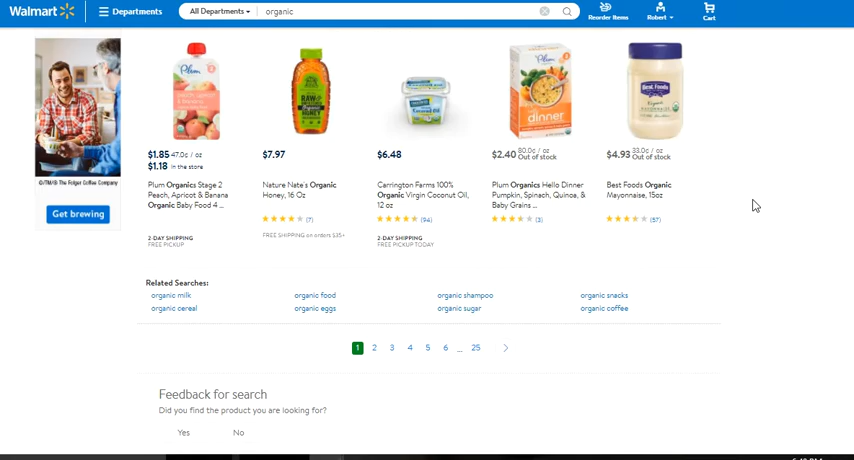 Walmart
Departments
All Departments
organic
Reorder Items
Robert
Cart
©/TM/® The Folger Coffee Company
Get brewing
$1.85 47.0¢ / oz
$1.18 In the store
Plum Organics Stage 2
Peach, Apricot & Banana
Organic Baby Food 4 ...
2-DAY SHIPPING
FREE PICKUP
$7.97
Nature Nate's Organic
Honey, 16 Oz
(7)
FREE SHIPPING on orders $35+
$6.48
Carrington Farms 100%
Organic Virgin Coconut Oil,
12 oz
(94)
2-DAY SHIPPING
FREE PICKUP TODAY
$2.40 80.0¢ / oz
Out of stock
Plum Organics Hello Dinner
Pumpkin, Spinach, Quinoa, &
Baby Grains ...
(3)
$4.93 33.0¢ / oz
Out of stock
Best Foods Organic
Mayonnaise, 15oz
(57)
Related Searches:
organic milk
organic food
organic shampoo
organic snacks
organic cereal
organic eggs
organic sugar
organic coffee
1 2 3 4 5 6 ... 25
Feedback for search
Did you find the product you are looking for?
Yes
No